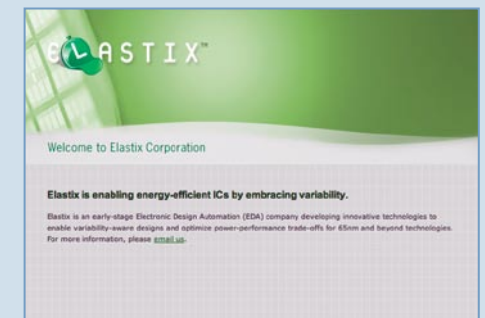 ELASTIX™
Welcome to Elastix Corporation
Elastix is enabling energy-efficient ICs by embracing variability.
Elastix is an early-stage Electronic Design Automation (EDA) company developing innovative technologies to
enable variability-aware designs and optimize power-performance trade-offs for 65nm and beyond technologies.
For more information, please email us.